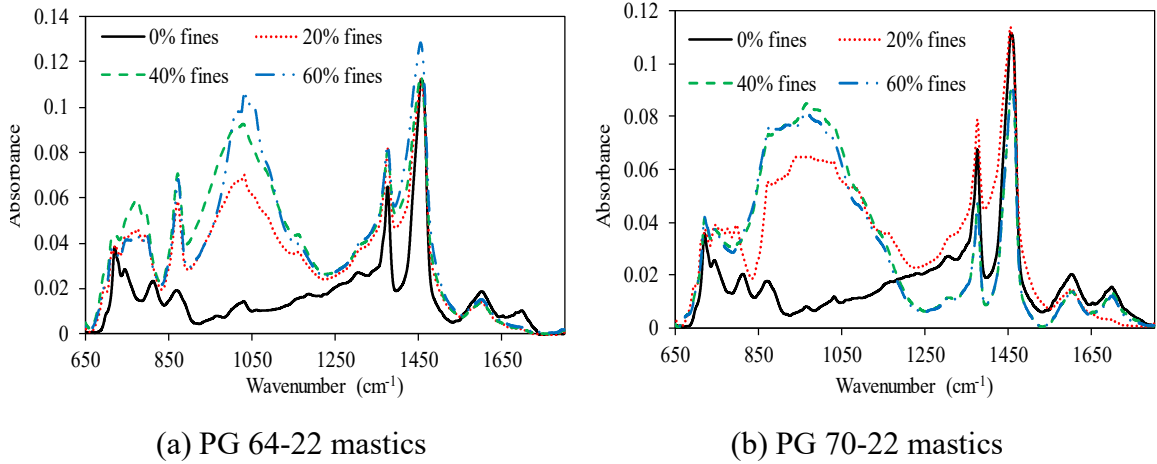 0.14
0.12
0.1
0.08
0.06
0.04
0.02
0
Absorbance
0% fines
20% fines
40% fines
60% fines
650 850 1050 1250 1450 1650
Wavenumber (cm-1)
(a) PG 64-22 mastics
0.12
0.1
0.08
0.06
0.04
0.02
0
Absorbance
0% fines
20% fines
40% fines
60% fines
650 850 1050 1250 1450 1650
Wavenumber (cm-1)
(b) PG 70-22 mastics